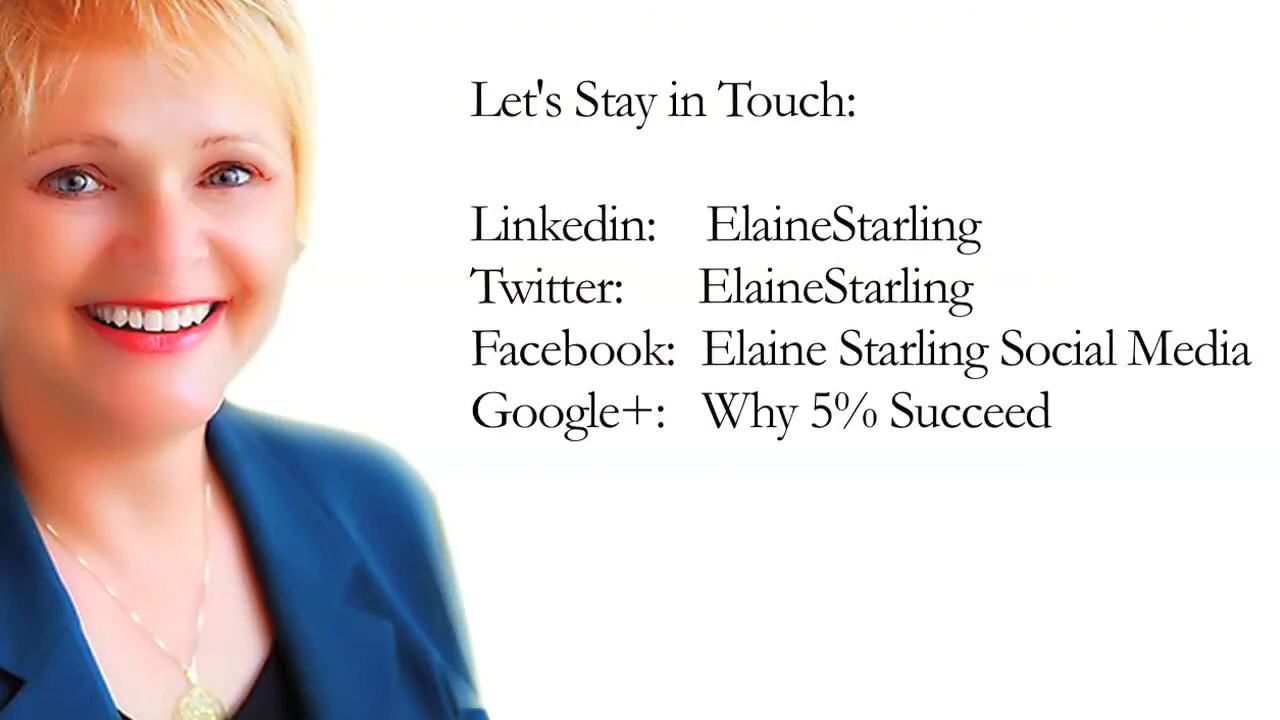 Let's Stay in Touch:
Linkedin: ElaineStarling
Twitter: ElaineStarling
Facebook: Elaine Starling Social Media
Google+: Why 5% Succeed